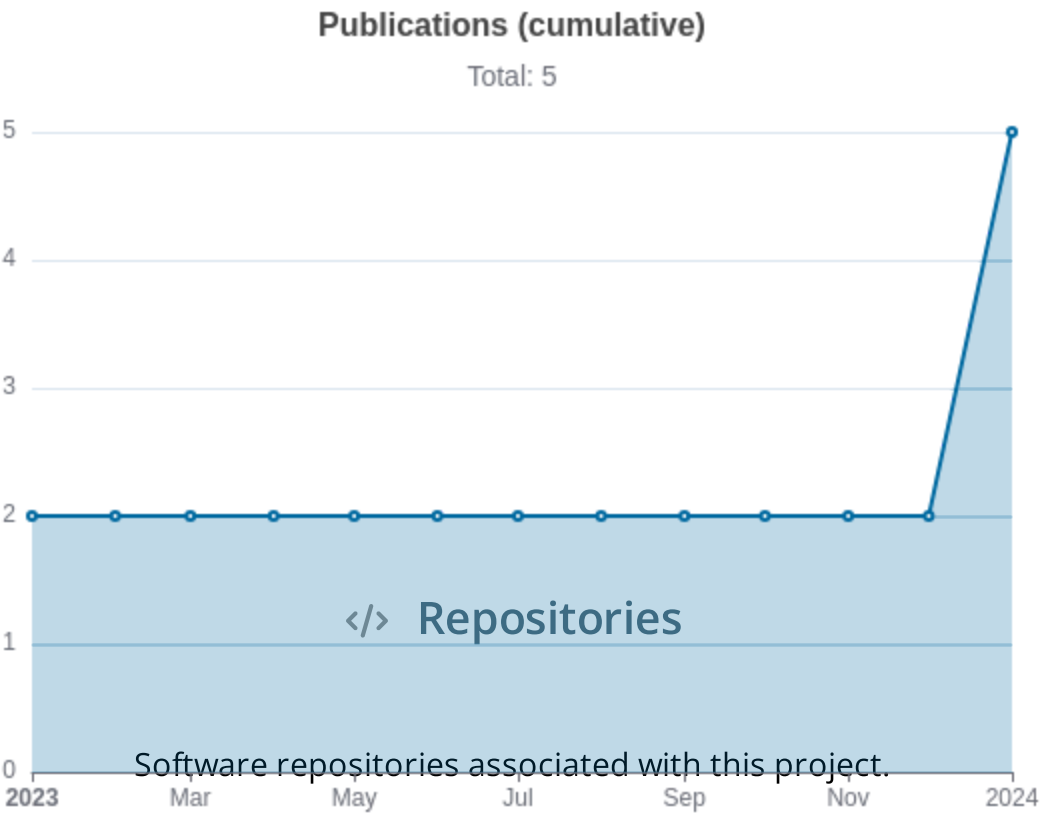 Publications (cumulative)
Total: 5
5
4
3
2
</> Repositories
1
Software repositories associated with this project.
0
2023 Mar May Jul Sep Nov 2024